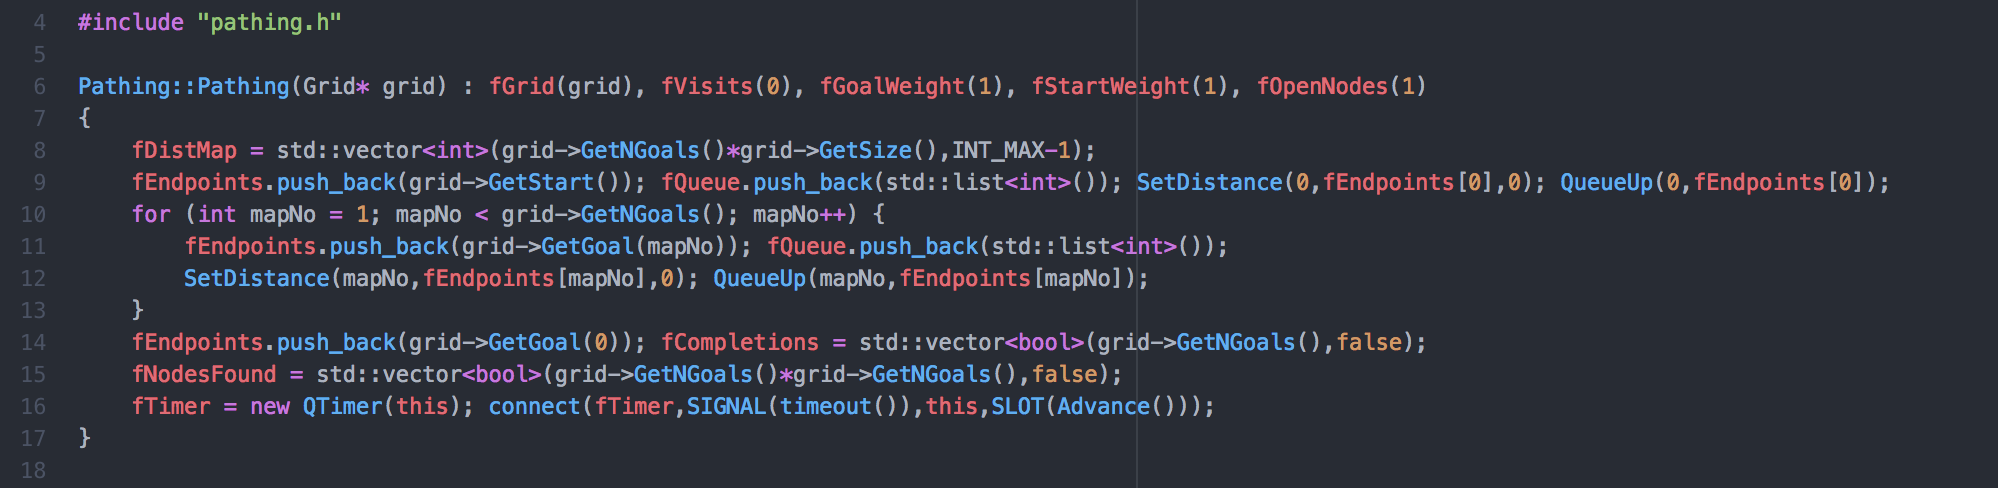 4 #include "pathing.h"
5
6 Pathing::Pathing(Grid* grid) : fGrid(grid), fVisits(0), fGoalWeight(1), fStartWeight(1), fOpenNodes(1)
7 {
8     fDistMap = std::vector<int>(grid->GetNGoals()*grid->GetSize(),INT_MAX-1);
9     fEndpoints.push_back(grid->GetStart()); fQueue.push_back(std::list<int>()); SetDistance(0,fEndpoints[0],0); QueueUp(0,fEndpoints[0]);
10     for (int mapNo = 1; mapNo < grid->GetNGoals(); mapNo++) {
11         fEndpoints.push_back(grid->GetGoal(mapNo)); fQueue.push_back(std::list<int>());
12         SetDistance(mapNo,fEndpoints[mapNo],0); QueueUp(mapNo,fEndpoints[mapNo]);
13     }
14     fEndpoints.push_back(grid->GetGoal(0)); fCompletions = std::vector<bool>(grid->GetNGoals(),false);
15     fNodesFound = std::vector<bool>(grid->GetNGoals()*grid->GetNGoals(),false);
16     fTimer = new QTimer(this); connect(fTimer,SIGNAL(timeout()),this,SLOT(Advance()));
17 }
18